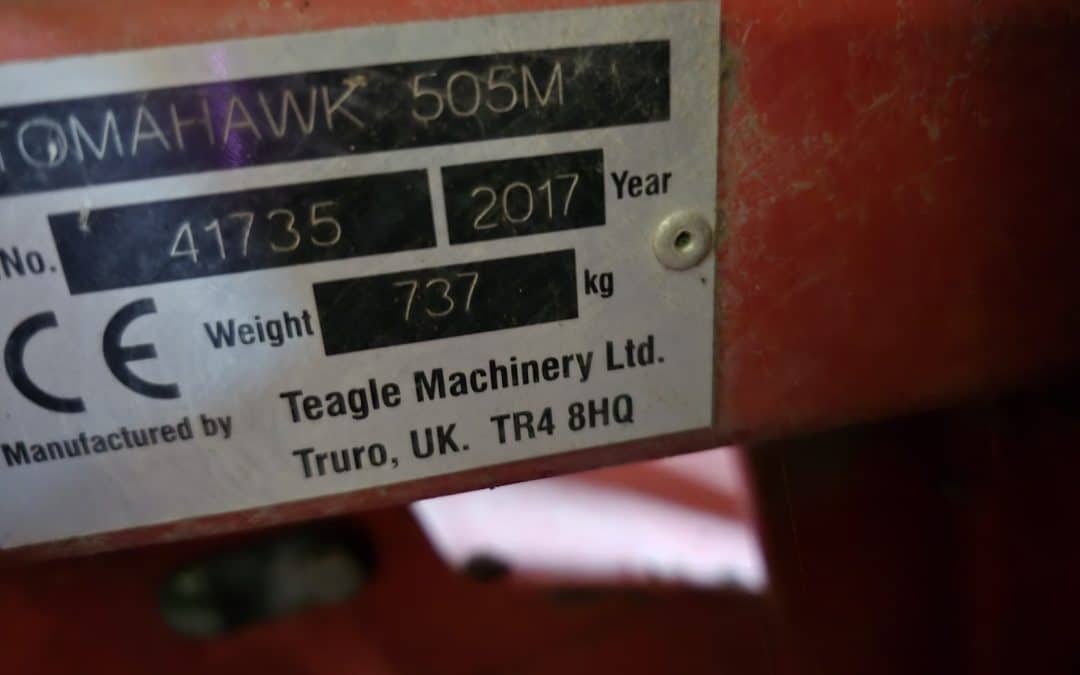 TOMAHAWK 505M
No. 41735 2017 Year
CE Weight 737 kg
Manufactured by Teagle Machinery Ltd.
Truro, UK. TR4 8HQ